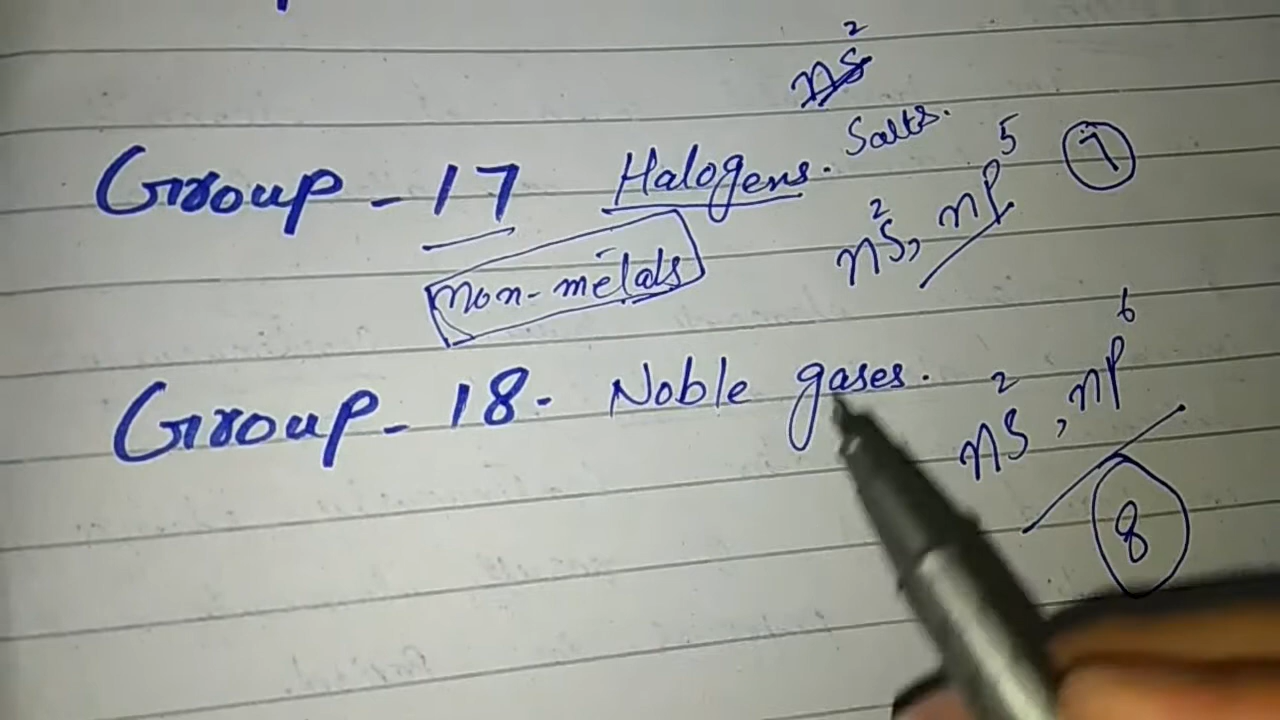 ns²
Group - 17 Halogens. Salts.
ns², np⁵ 7
non-metals
Group - 18. Noble gases.
ns², np⁶
8